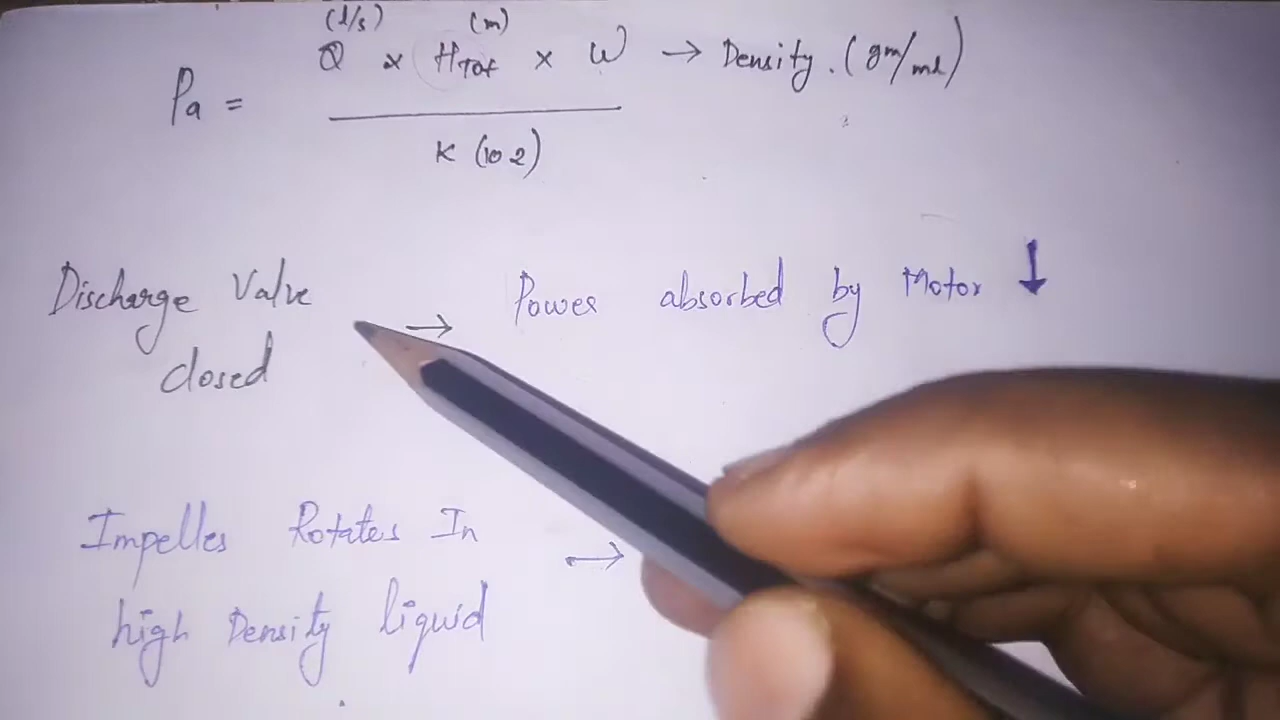 (l/s) (m)
Pa = Q × HTot × W → Density. (gm/ml)
K (102)
Discharge Valve → Power absorbed by Motor ↓
closed
Impeller Rotates In →
high Density liquid